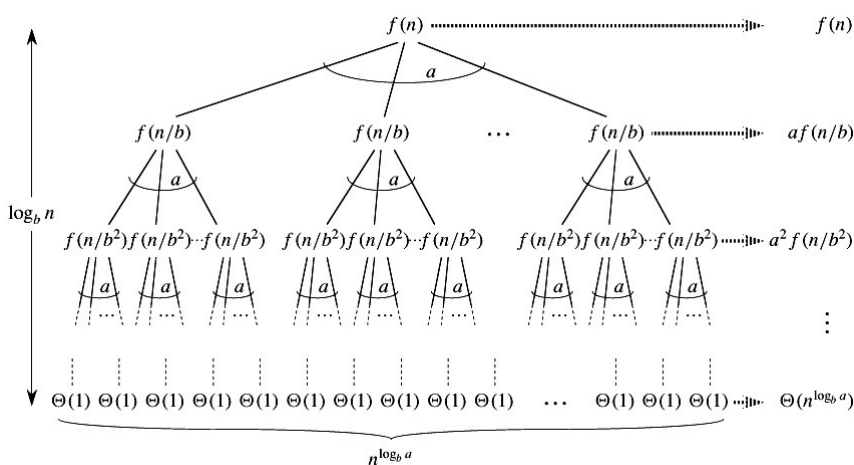 f(n) f(n)
a
f(n/b) f(n/b) ··· f(n/b) af(n/b)
a a a
log_b n
f(n/b²) f(n/b²) ··· f(n/b²) f(n/b²) f(n/b²) ··· f(n/b²) f(n/b²) f(n/b²) ··· f(n/b²) a² f(n/b²)
a a a a a a a a a
··· ··· ··· ··· ··· ··· ··· ··· ··· ⋮
Θ(1) Θ(1) Θ(1) Θ(1) Θ(1) Θ(1) Θ(1) Θ(1) Θ(1) Θ(1) ··· Θ(1) Θ(1) Θ(1) Θ(n^{log_b a})
n^{log_b a}